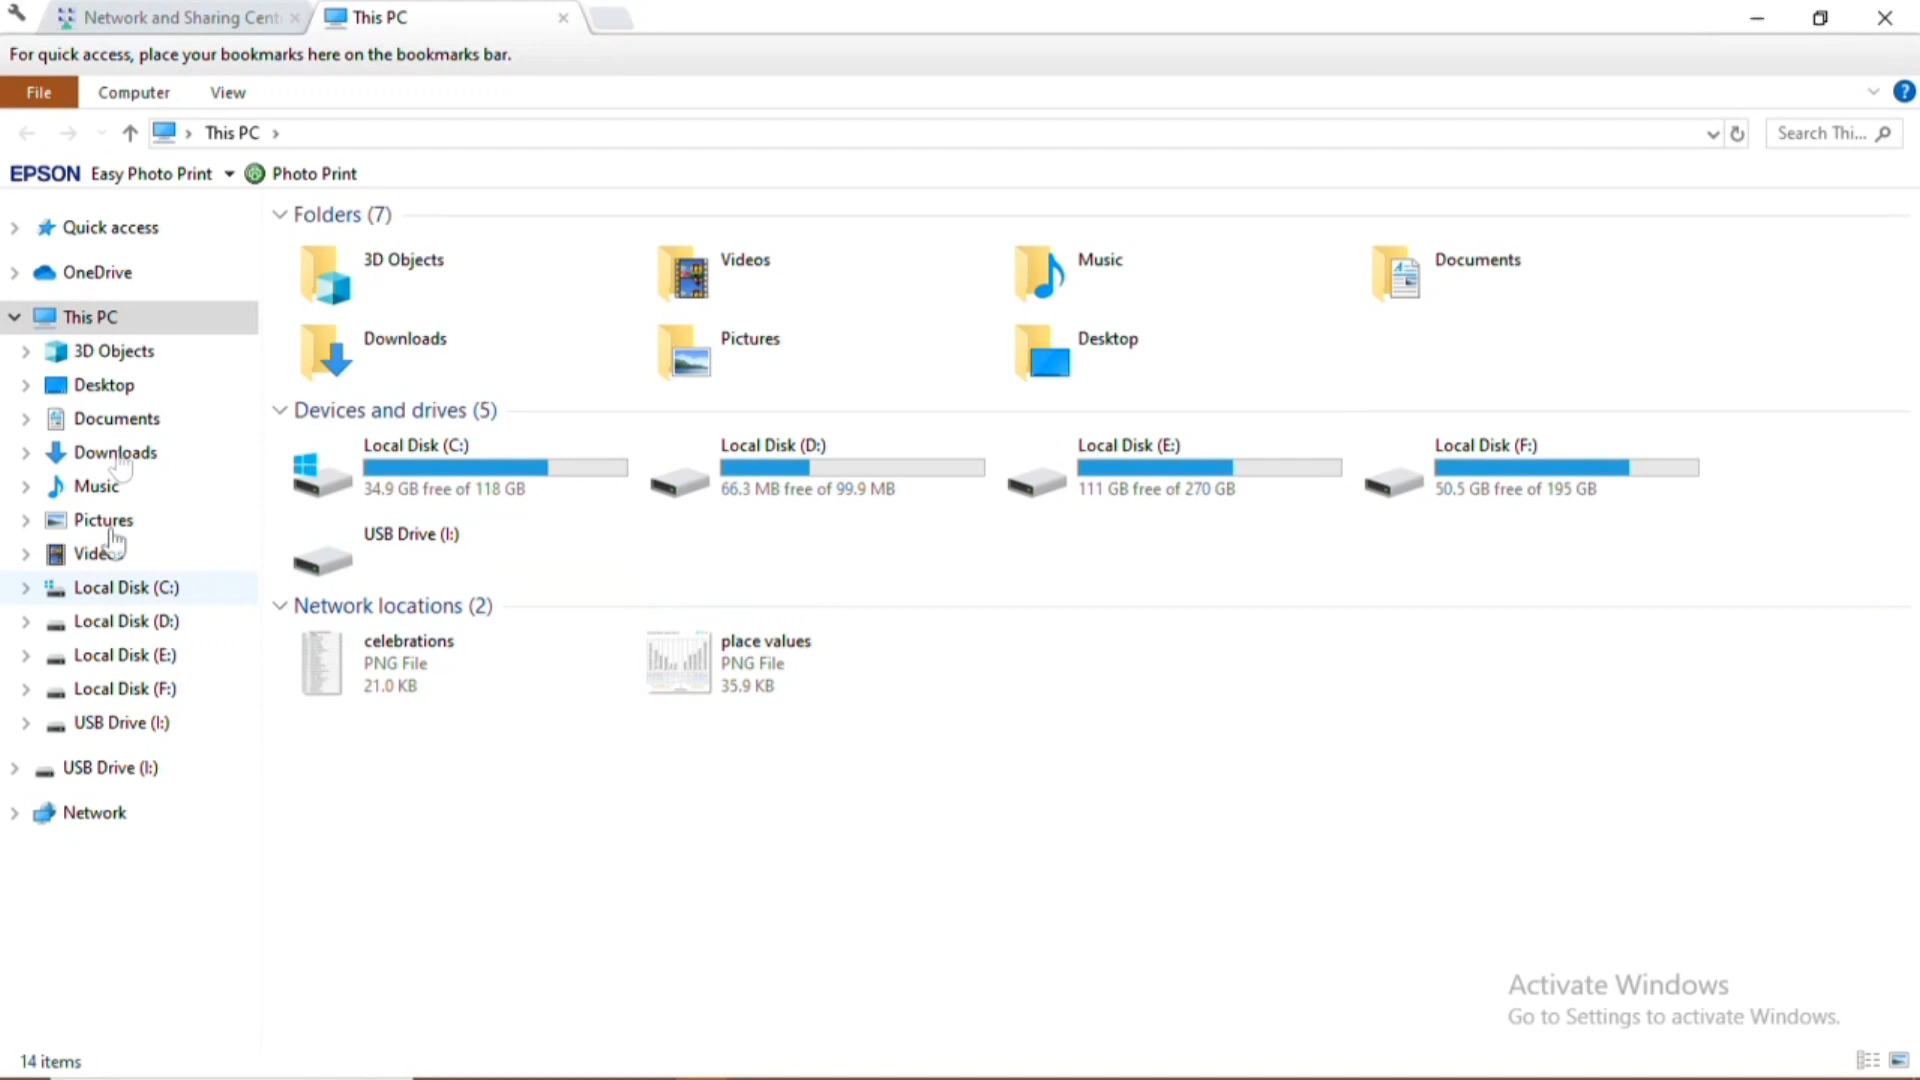 Network and Sharing Cent
This PC
For quick access, place your bookmarks here on the bookmarks bar.
File Computer View
This PC
Search Thi...
EPSON Easy Photo Print Photo Print
Quick access
OneDrive
This PC
3D Objects
Desktop
Documents
Downloads
Music
Pictures
Videos
Local Disk (C:)
Local Disk (D:)
Local Disk (E:)
Local Disk (F:)
USB Drive (I:)
USB Drive (I:)
Network
Folders (7)
3D Objects
Videos
Music
Documents
Downloads
Pictures
Desktop
Devices and drives (5)
Local Disk (C:)
34.9 GB free of 118 GB
Local Disk (D:)
66.3 MB free of 99.9 MB
Local Disk (E:)
111 GB free of 270 GB
Local Disk (F:)
50.5 GB free of 195 GB
USB Drive (I:)
Network locations (2)
celebrations
PNG File
21.0 KB
place values
PNG File
35.9 KB
Activate Windows
Go to Settings to activate Windows.
14 items